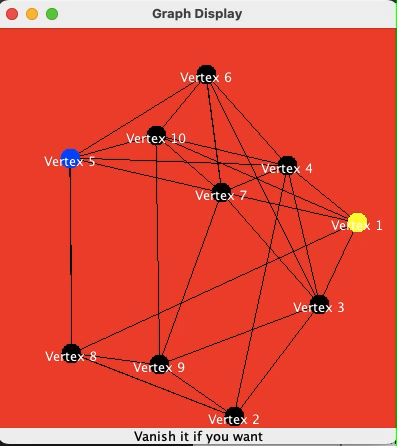 Graph Display
Vertex 6
Vertex 10
Vertex 5
Vertex 4
Vertex 7
Vertex 1
Vertex 3
Vertex 8
Vertex 9
Vertex 2
Vanish it if you want